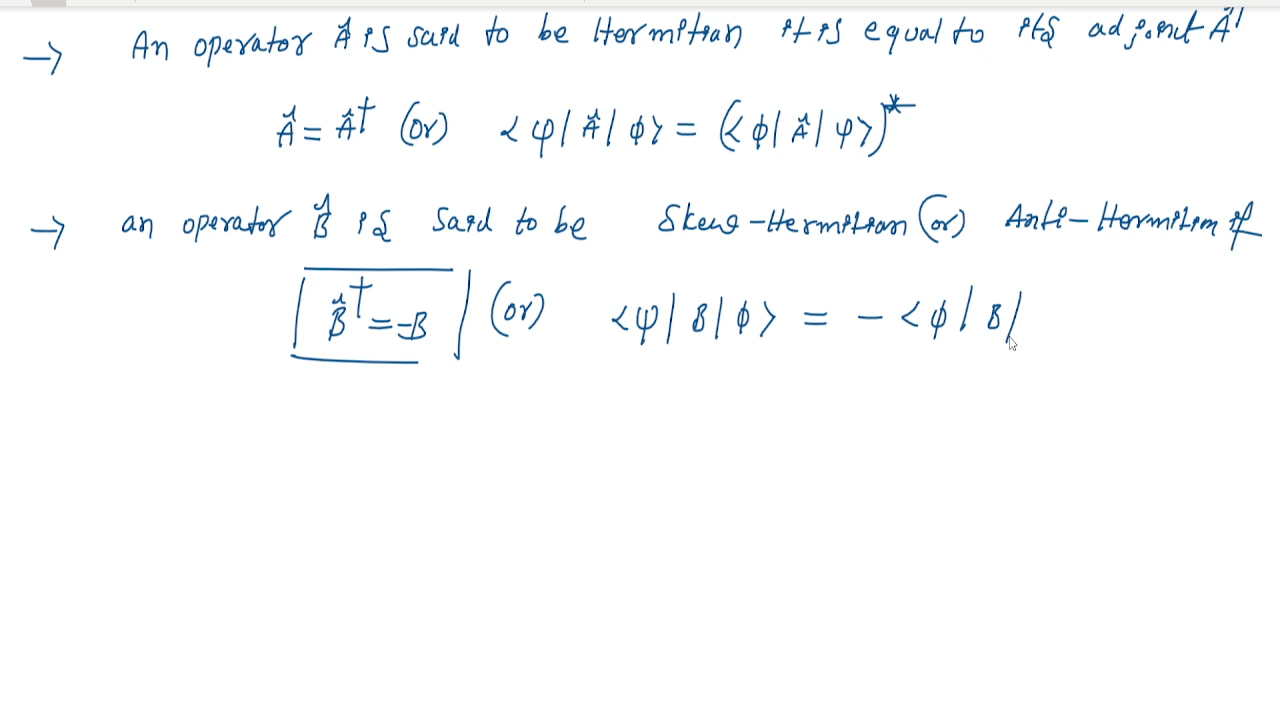 → An operator Â is said to be Hermitian it is equal to its adjoint Â†
Â = Â† (or) <φ| Â | ϕ> = (<ϕ| Â | φ>)*
→ an operator B̂ is said to be Skew-Hermitian (or) Anti-Hermitian if
B̂† = -B (or) <ψ| B | ϕ> = - <ϕ| B |